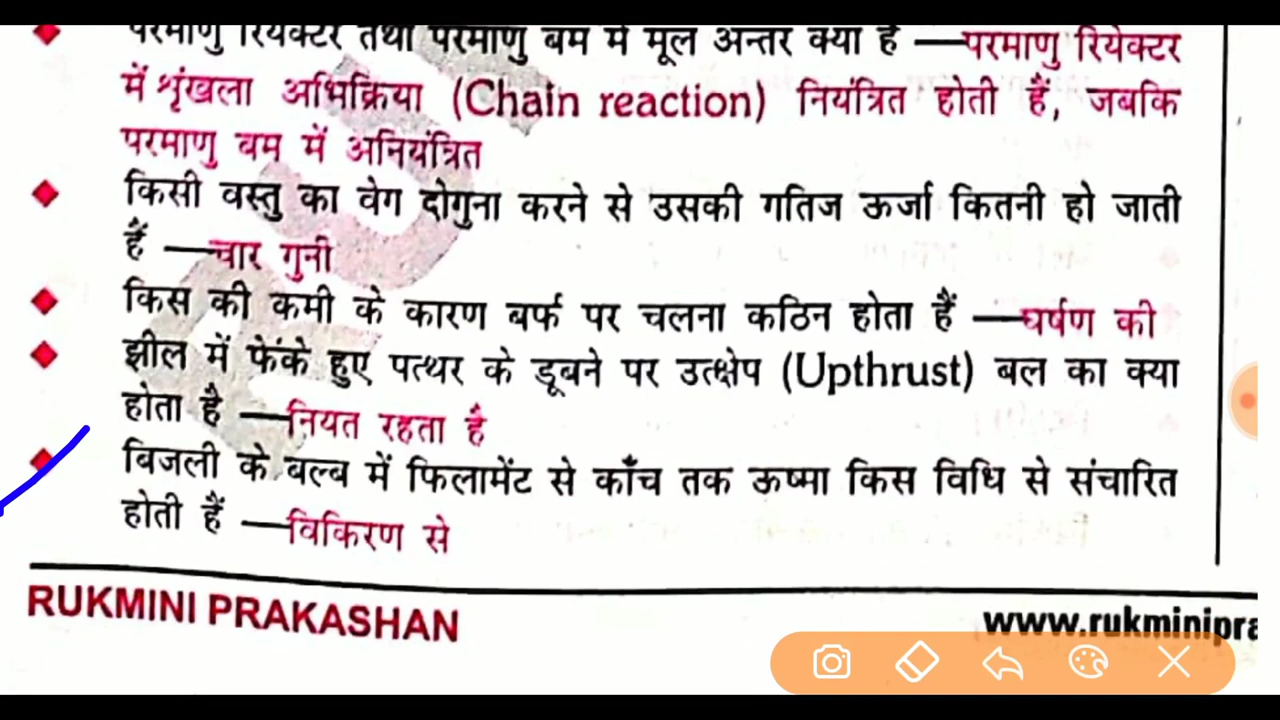 परमाणु रियेक्टर तथा परमाणु बम में मूल अन्तर क्या है —परमाणु रियेक्टर
में शृंखला अभिक्रिया (Chain reaction) नियंत्रित होती हैं, जबकि
परमाणु बम में अनियंत्रित
किसी वस्तु का वेग दोगुना करने से उसकी गतिज ऊर्जा कितनी हो जाती
हैं —चार गुनी
किस की कमी के कारण बर्फ पर चलना कठिन होता हैं —घर्षण की
झील में फेंके हुए पत्थर के डूबने पर उत्क्षेप (Upthrust) बल का क्या
होता है —नियत रहता है
बिजली के बल्ब में फिलामेंट से काँच तक ऊष्मा किस विधि से संचारित
होती हैं —विकिरण से
RUKMINI PRAKASHAN
www.rukminipra